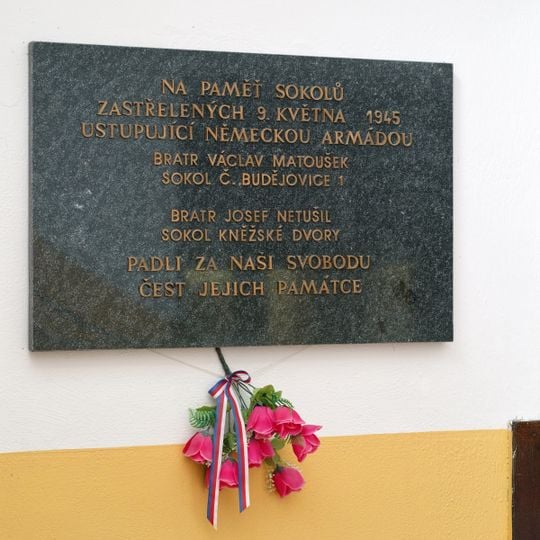 NA PAMĚŤ SOKOLŮ
ZASTŘELENÝCH 9. KVĚTNA 1945
USTUPUJÍCÍ NĚMECKOU ARMÁDOU
BRATR VÁCLAV MATOUŠEK
SOKOL Č. BUDĚJOVICE 1
BRATR JOSEF NETUŠIL
SOKOL KNĚŽSKÉ DVORY
PADLI ZA NAŠI SVOBODU
ČEST JEJICH PAMÁTCE